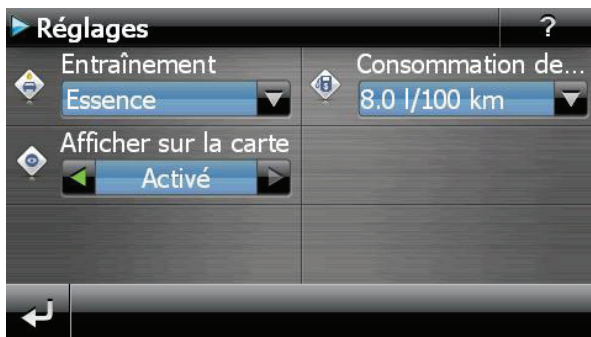 Réglages
?
Entraînement
Consommation de...
Essence
8.0 l/100 km
Afficher sur la carte
Activé